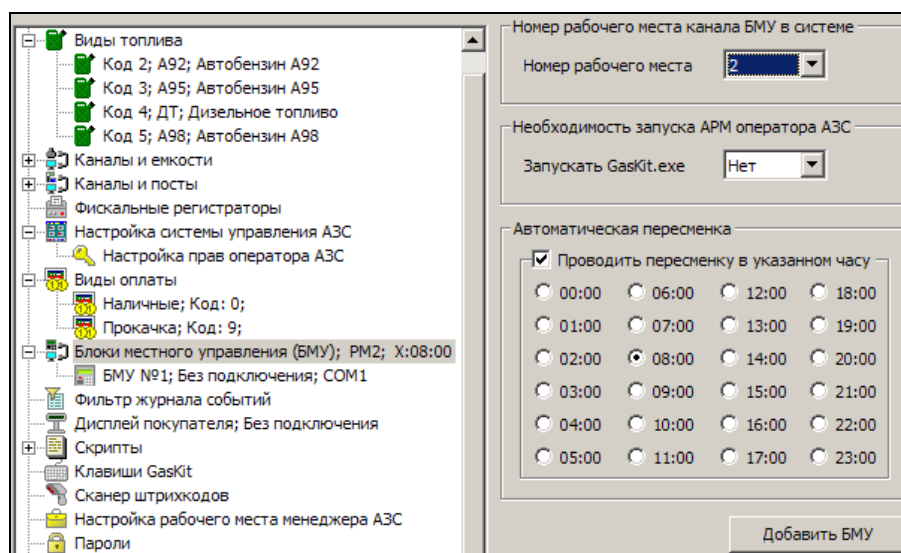 Виды топлива
Код 2; А92; Автобензин А92
Код 3; А95; Автобензин А95
Код 4; ДТ; Дизельное топливо
Код 5; А98; Автобензин А98
Каналы и емкости
Каналы и посты
Фискальные регистраторы
Настройка системы управления АЗС
Настройка прав оператора АЗС
Виды оплаты
Наличные; Код: 0;
Прокачка; Код: 9;
Блоки местного управления (БМУ); РМ2; X:08:00
БМУ №1; Без подключения; COM1
Фильтр журнала событий
Дисплей покупателя; Без подключения
Скрипты
Клавиши GasKit
Сканер штрихкодов
Настройка рабочего места менеджера АЗС
Пароли
Номер рабочего места канала БМУ в системе
Номер рабочего места 2
Необходимость запуска АРМ оператора АЗС
Запускать GasKit.exe Нет
Автоматическая пересменка
Проводить пересменку в указанном часу
00:00 06:00 12:00 18:00
01:00 07:00 13:00 19:00
02:00 08:00 14:00 20:00
03:00 09:00 15:00 21:00
04:00 10:00 16:00 22:00
05:00 11:00 17:00 23:00
Добавить БМУ